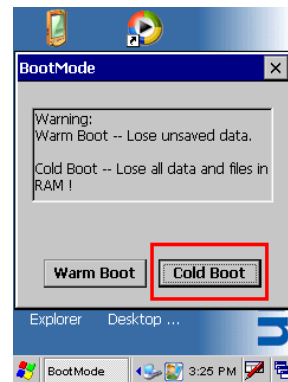 BootMode
Warning:
Warm Boot -- Lose unsaved data.
Cold Boot -- Lose all data and files in
RAM !
Warm Boot Cold Boot
Explorer Desktop ...
BootMode 3:25 PM